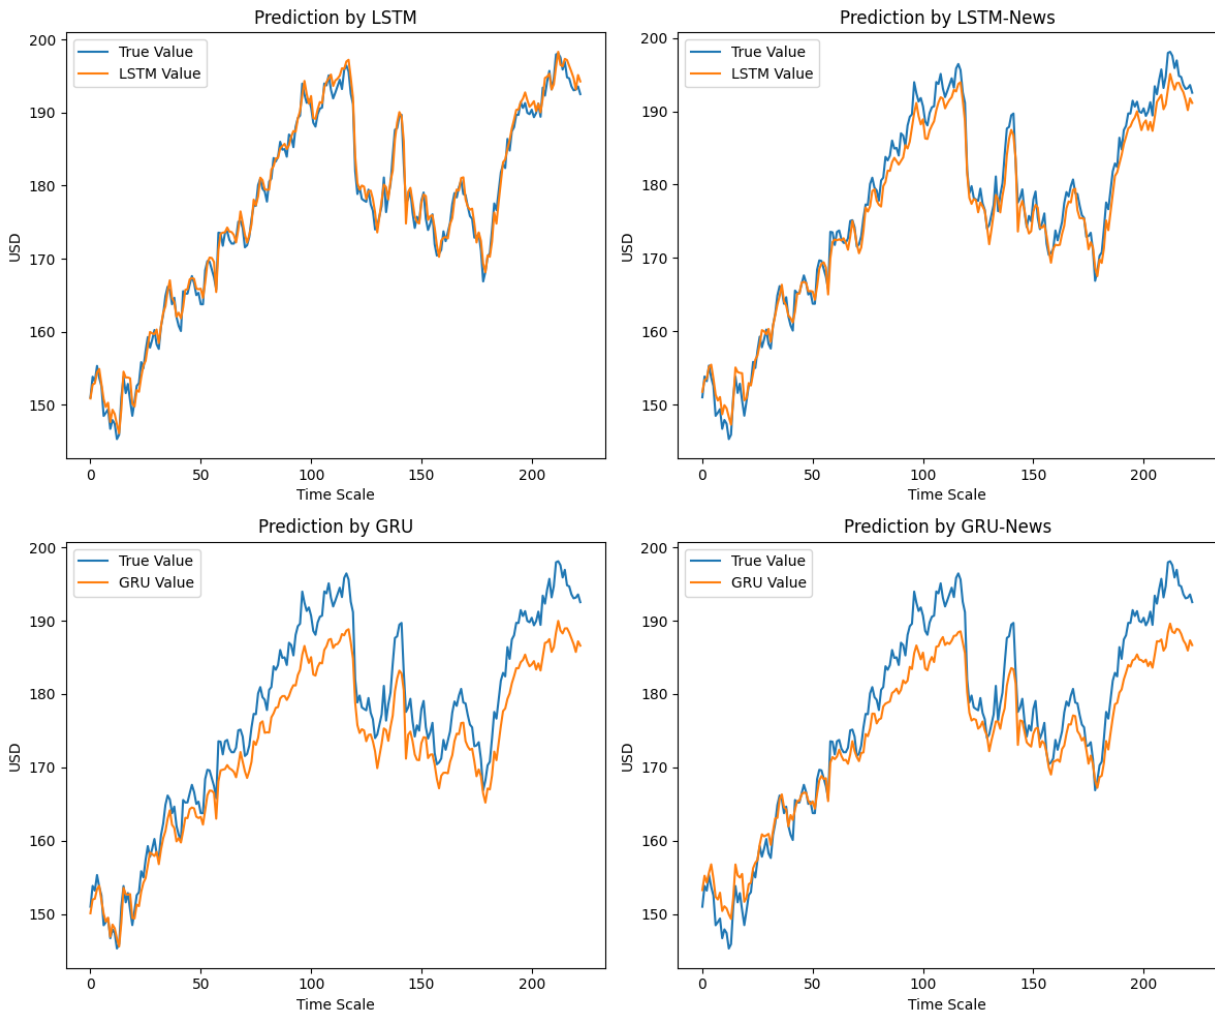 Prediction by LSTM
True Value
LSTM Value
200
190
180
170
160
150
USD
0 50 100 150 200
Time Scale
Prediction by LSTM-News
True Value
LSTM Value
200
190
180
170
160
150
USD
0 50 100 150 200
Time Scale
Prediction by GRU
True Value
GRU Value
200
190
180
170
160
150
USD
0 50 100 150 200
Time Scale
Prediction by GRU-News
True Value
GRU Value
200
190
180
170
160
150
USD
0 50 100 150 200
Time Scale